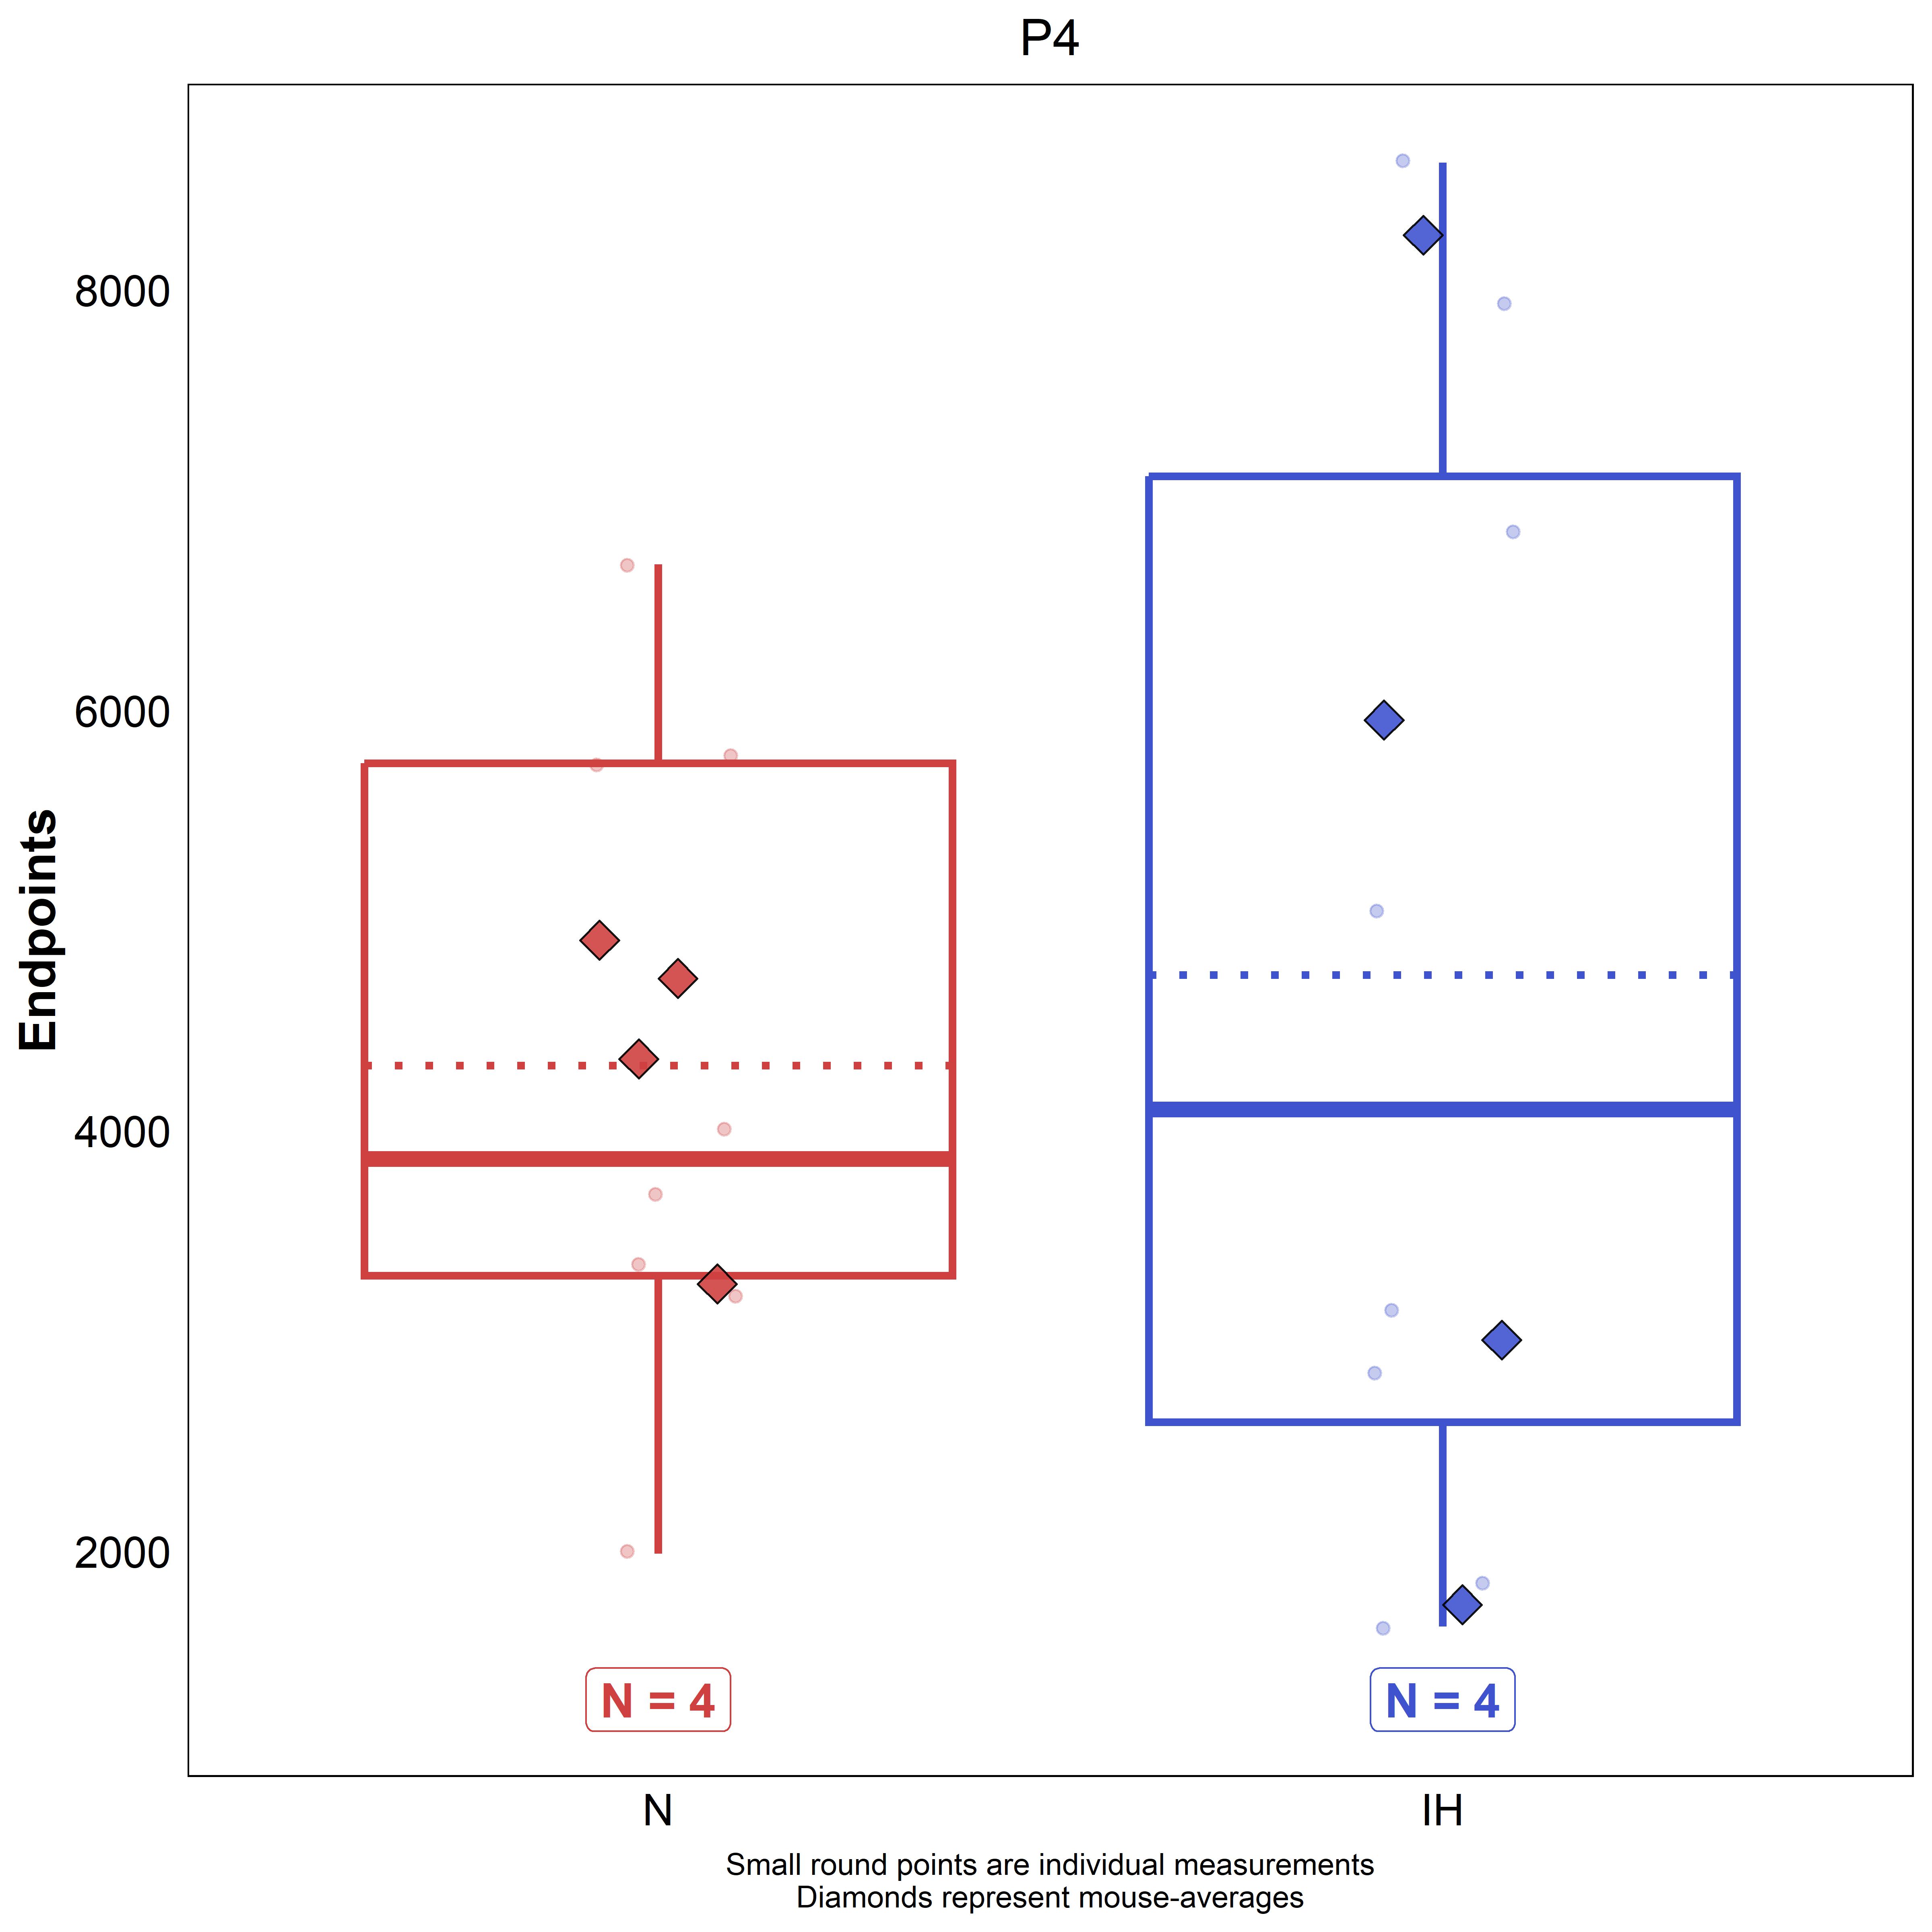 P4
Endpoints
8000
6000
4000
2000
N = 4
N = 4
N
IH
Small round points are individual measurements
Diamonds represent mouse-averages